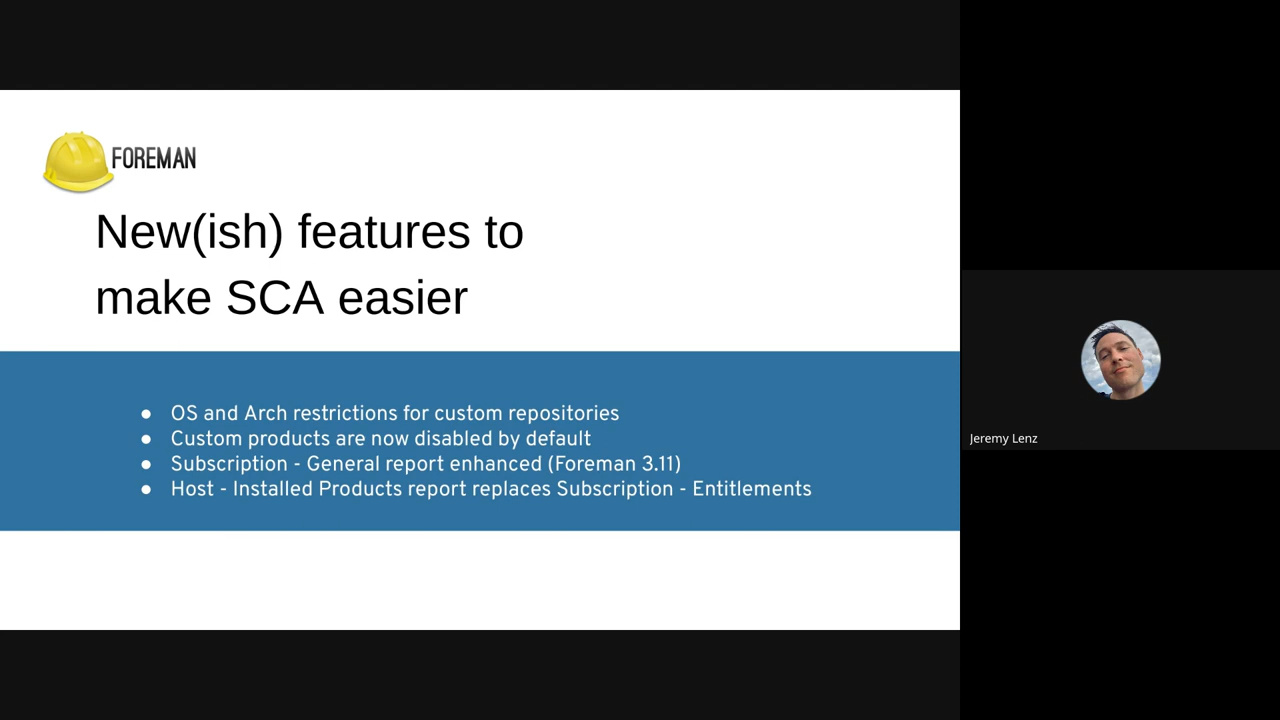 FOREMAN
New(ish) features to
make SCA easier
● OS and Arch restrictions for custom repositories
● Custom products are now disabled by default
● Subscription - General report enhanced (Foreman 3.11)
● Host - Installed Products report replaces Subscription - Entitlements
Jeremy Lenz